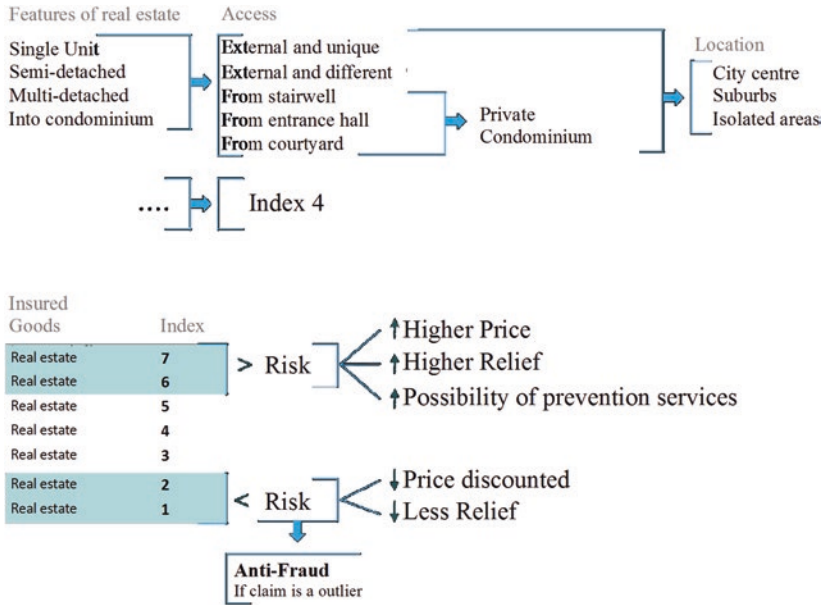 Features of real estate
Access
Single Unit
Semi-detached
Multi-detached
Into condominium
External and unique
External and different
From stairwell
From entrance hall
From courtyard
Private
Condominium
Location
City centre
Suburbs
Isolated areas
....
Index 4
Insured
Goods
Index
Real estate 7
Real estate 6
Real estate 5
Real estate 4
Real estate 3
Real estate 2
Real estate 1
> Risk
↑Higher Price
↑Higher Relief
↑Possibility of prevention services
< Risk
↓Price discounted
↓Less Relief
Anti-Fraud
If claim is a outlier